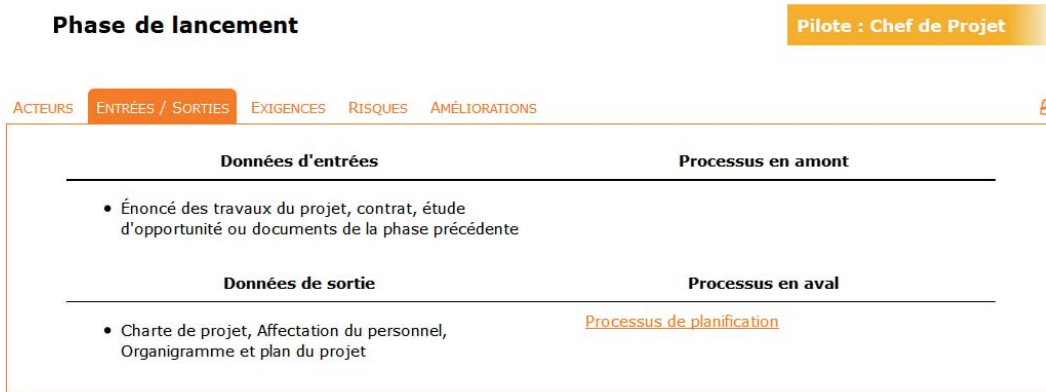 Phase de lancement
Pilote : Chef de Projet
ACTEURS ENTRÉES / SORTIES EXIGENCES RISQUES AMÉLIORATIONS
Données d'entrées Processus en amont
• Énoncé des travaux du projet, contrat, étude
d'opportunité ou documents de la phase précédente
Données de sortie Processus en aval
• Charte de projet, Affectation du personnel, Processus de planification
Organigramme et plan du projet